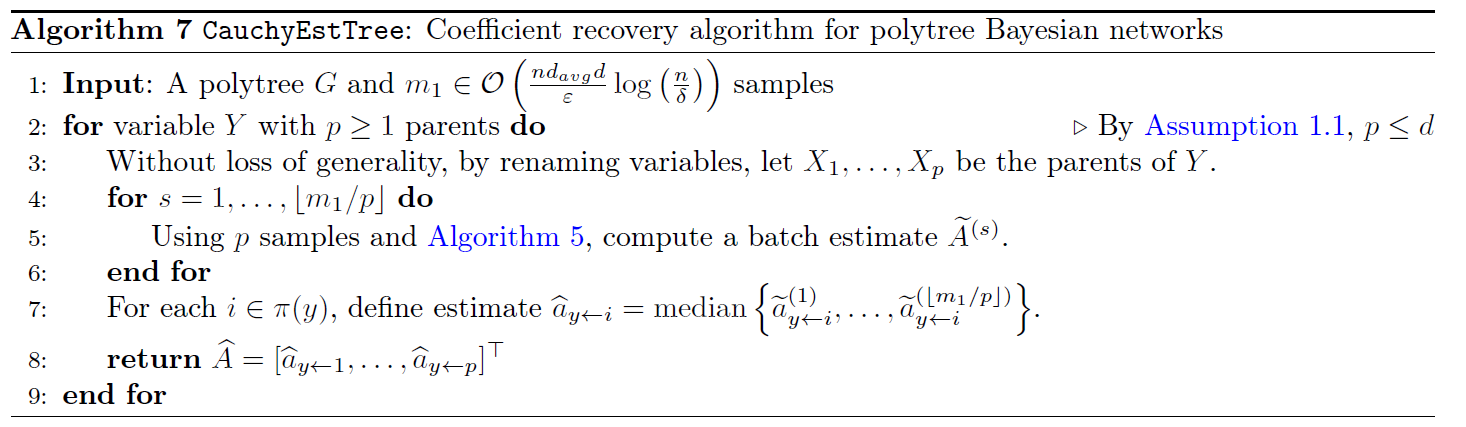 Algorithm 7 CauchyEstTree: Coefficient recovery algorithm for polytree Bayesian networks
1: Input: A polytree $G$ and $m_1 \in \mathcal{O}\left(\frac{nd_{avg}d}{\varepsilon} \log\left(\frac{n}{\delta}\right)\right)$ samples
2: for variable $Y$ with $p \geq 1$ parents do ▷ By Assumption 1.1, $p \leq d$
3: Without loss of generality, by renaming variables, let $X_1, \ldots, X_p$ be the parents of $Y$.
4: for $s = 1, \ldots, \lfloor m_1/p \rfloor$ do
5: Using $p$ samples and Algorithm 5, compute a batch estimate $\widetilde{A}^{(s)}$.
6: end for
7: For each $i \in \pi(y)$, define estimate $\widehat{a}_{y \leftarrow i} = \text{median}\left\{\widetilde{a}_{y \leftarrow i}^{(1)}, \ldots, \widetilde{a}_{y \leftarrow i}^{(\lfloor m_1/p \rfloor)}\right\}$.
8: return $\widehat{A} = [\widehat{a}_{y \leftarrow 1}, \ldots, \widehat{a}_{y \leftarrow p}]^\top$
9: end for